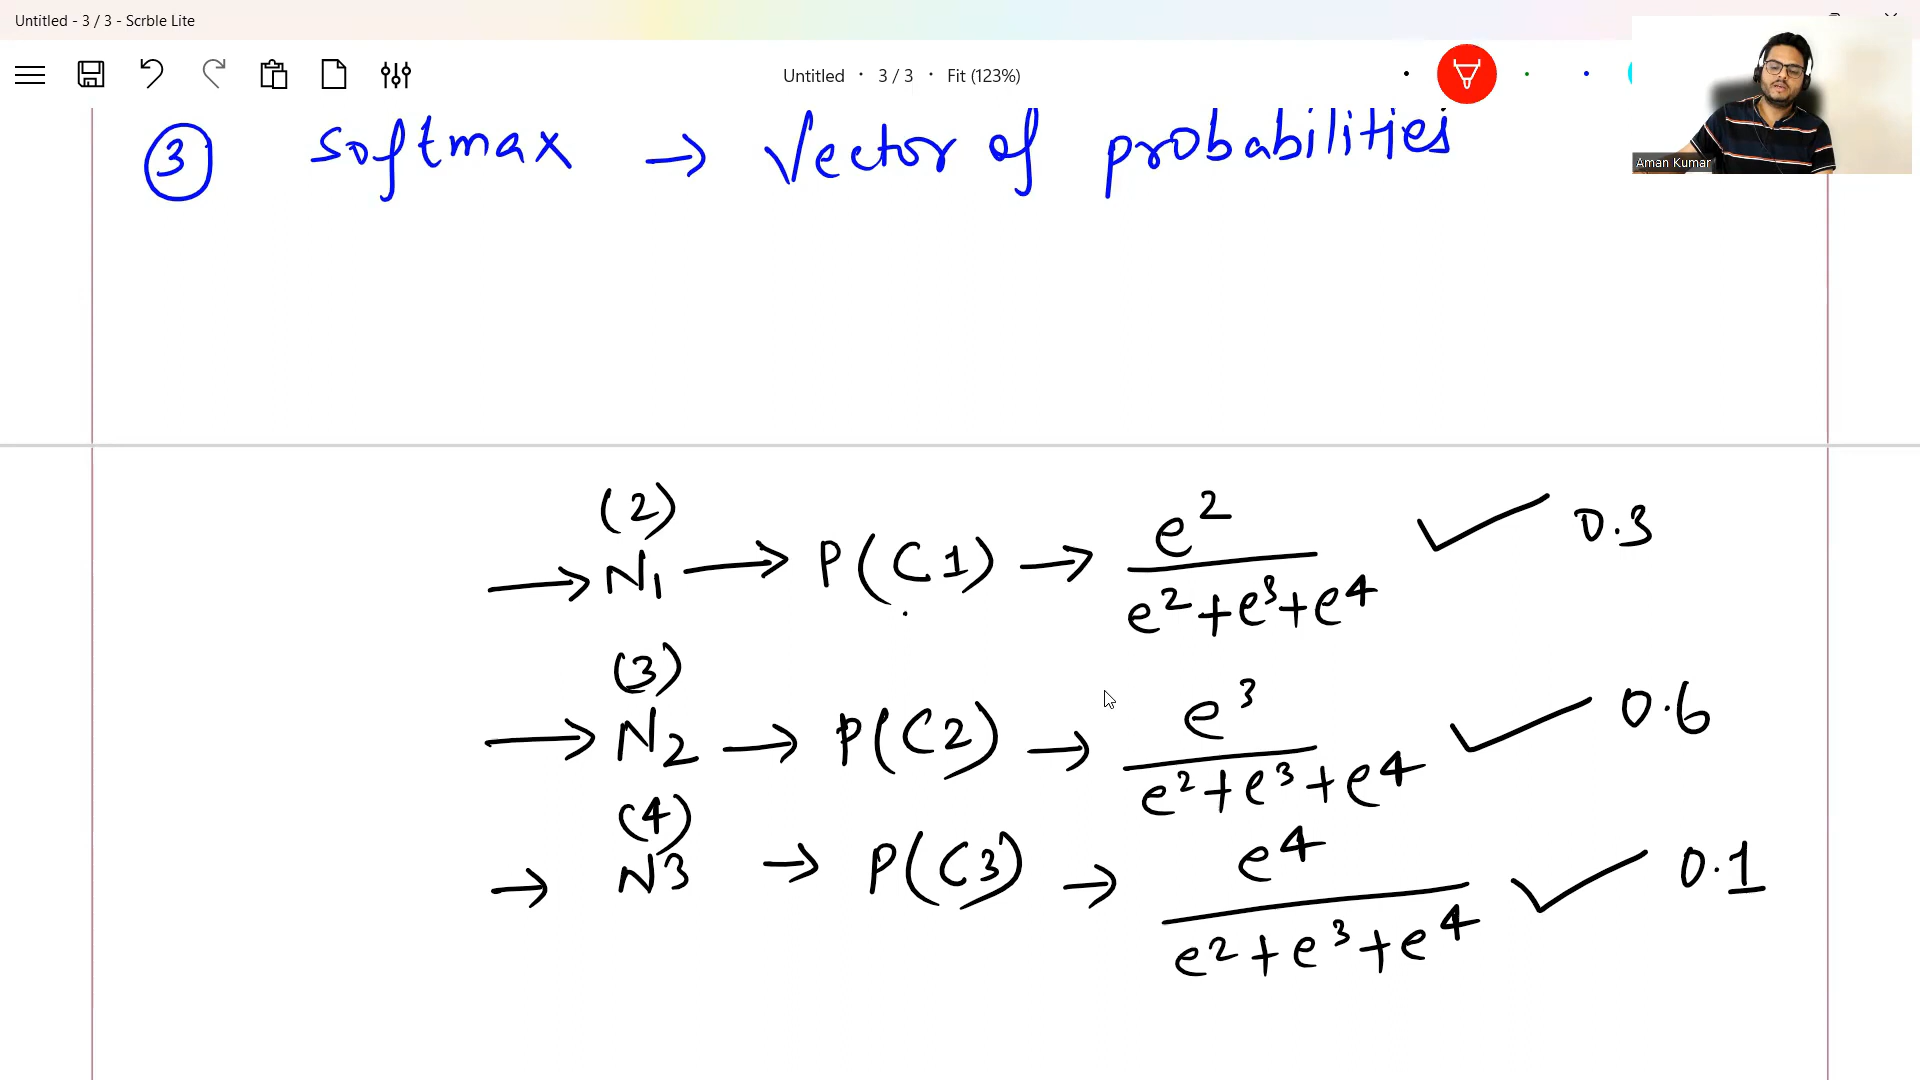 Untitled - 3 / 3 - Scrble Lite
Untitled · 3 / 3 · Fit (123%)
Aman Kumar
③ softmax → Vector of probabilities
(2)
→ N1 → P(C1) → e^2 / (e^2+e^3+e^4) ✓ 0.3
(3)
→ N2 → P(C2) → e^3 / (e^2+e^3+e^4) ✓ 0.6
(4)
→ N3 → P(C3) → e^4 / (e^2+e^3+e^4) ✓ 0.1